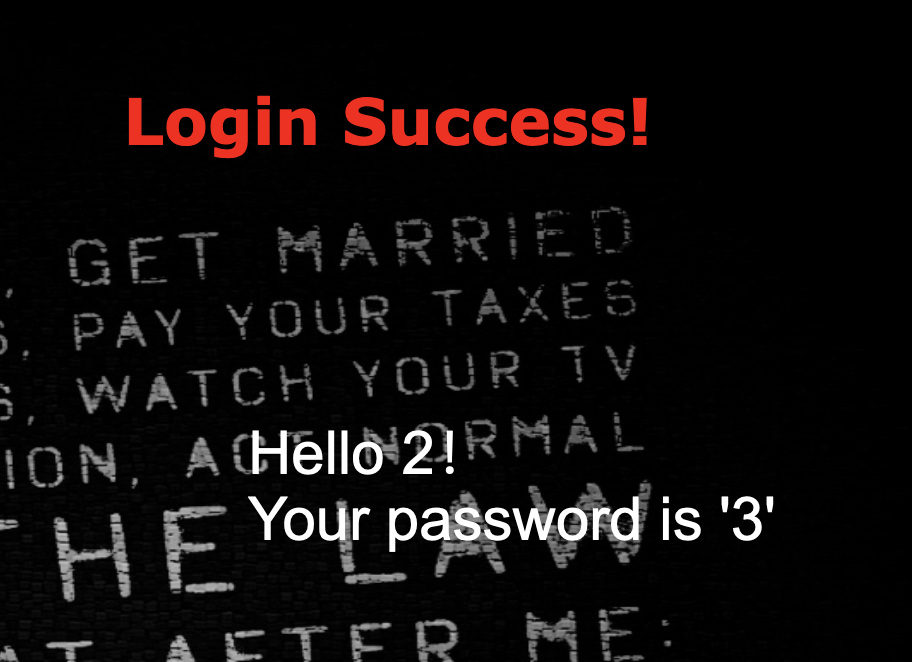 Login Success!
, GET MARRIED
S, PAY YOUR TAXES
S, WATCH YOUR TV
ION, ACT NORMAL
Hello 2!
THE LAW
Your password is '3'
AT AFTER ME: